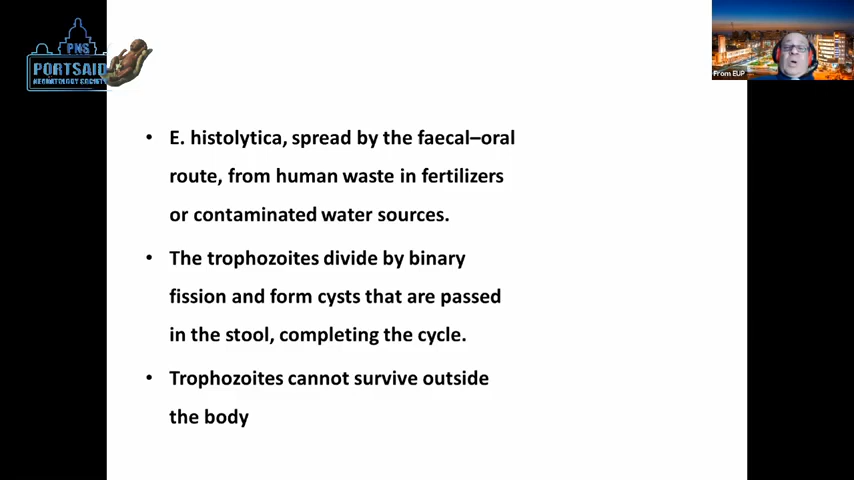 PNS
PORTSAID
NEONATOLOGY SOCIETY
From EUP
• E. histolytica, spread by the faecal–oral
route, from human waste in fertilizers
or contaminated water sources.
• The trophozoites divide by binary
fission and form cysts that are passed
in the stool, completing the cycle.
• Trophozoites cannot survive outside
the body